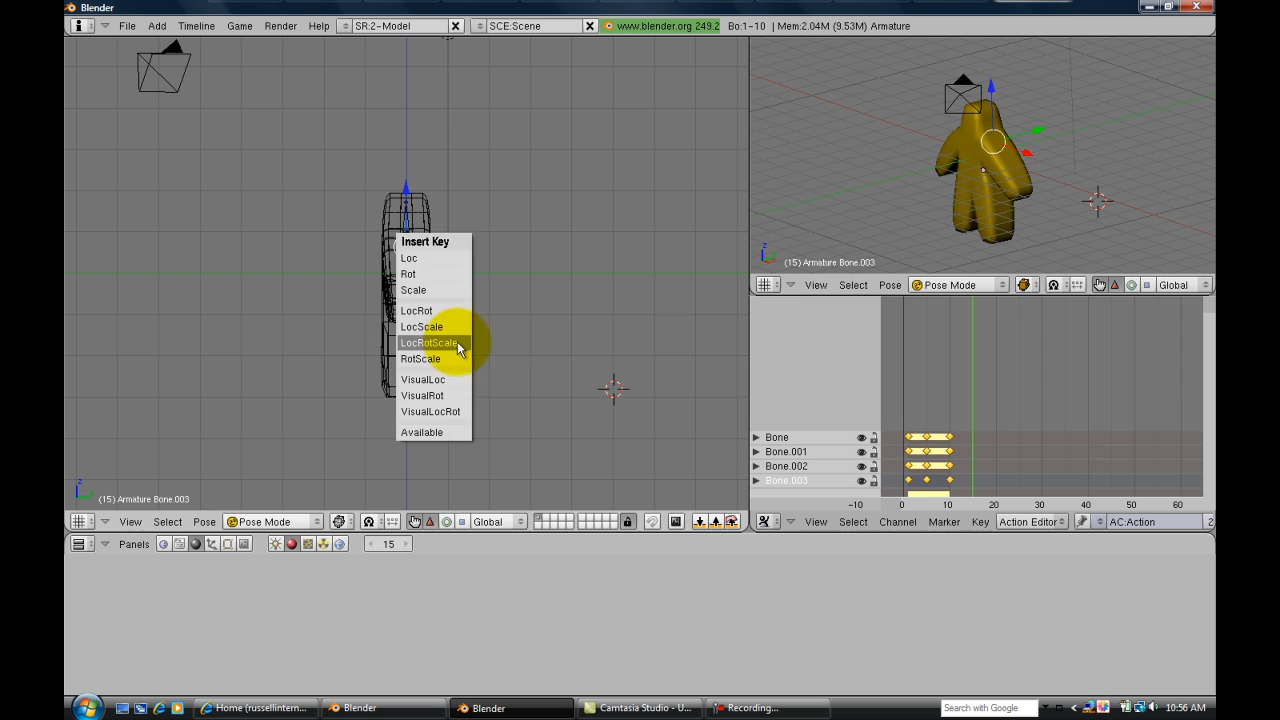 Blender
File Add Timeline Game Render Help SR:2-Model SCE:Scene www.blender.org 249.2 Bo:1-10 | Mem:2.04M (9.53M) Armature
Insert Key
Loc
Rot
Scale
LocRot
LocScale
LocRotScale
RotScale
VisualLoc
VisualRot
VisualLocRot
Available
z
y
(15) Armature Bone.003
View Select Pose Pose Mode Global
z
(15) Armature Bone.003
View Select Pose Pose Mode Global
Bone
Bone.001
Bone.002
Bone.003
-10 0 10 20 30 40 50 60
View Select Channel Marker Key Action Editor AC:Action 2
Panels 15
Home (russellintern... Blender Blender Camtasia Studio - U... Recording... Search with Google 10:56 AM